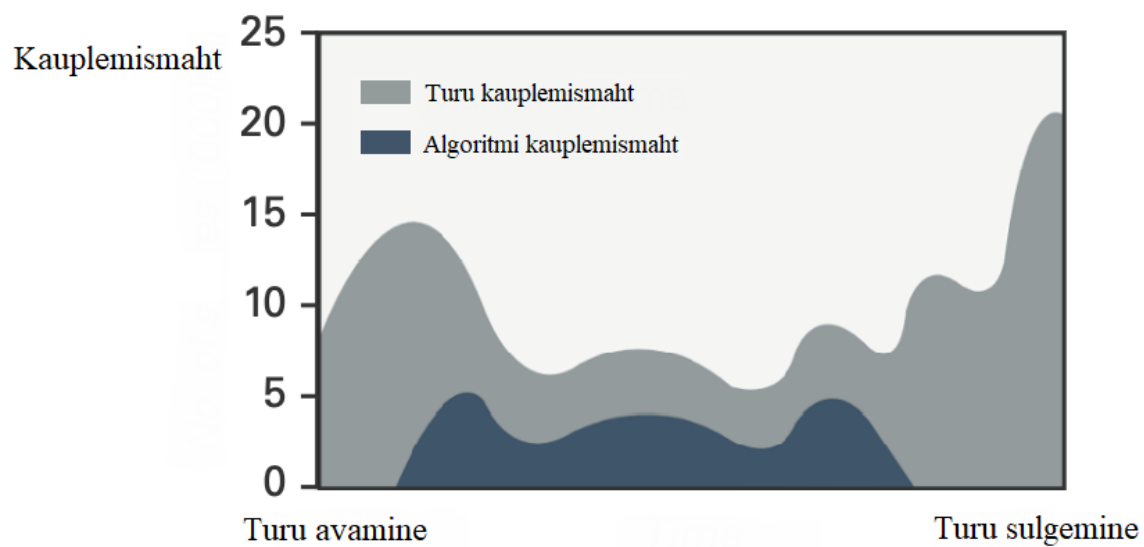 Kauplemismaht
25
20
15
10
5
0
Turu kauplemismaht
Algoritmi kauplemismaht
Turu avamine
Turu sulgemine